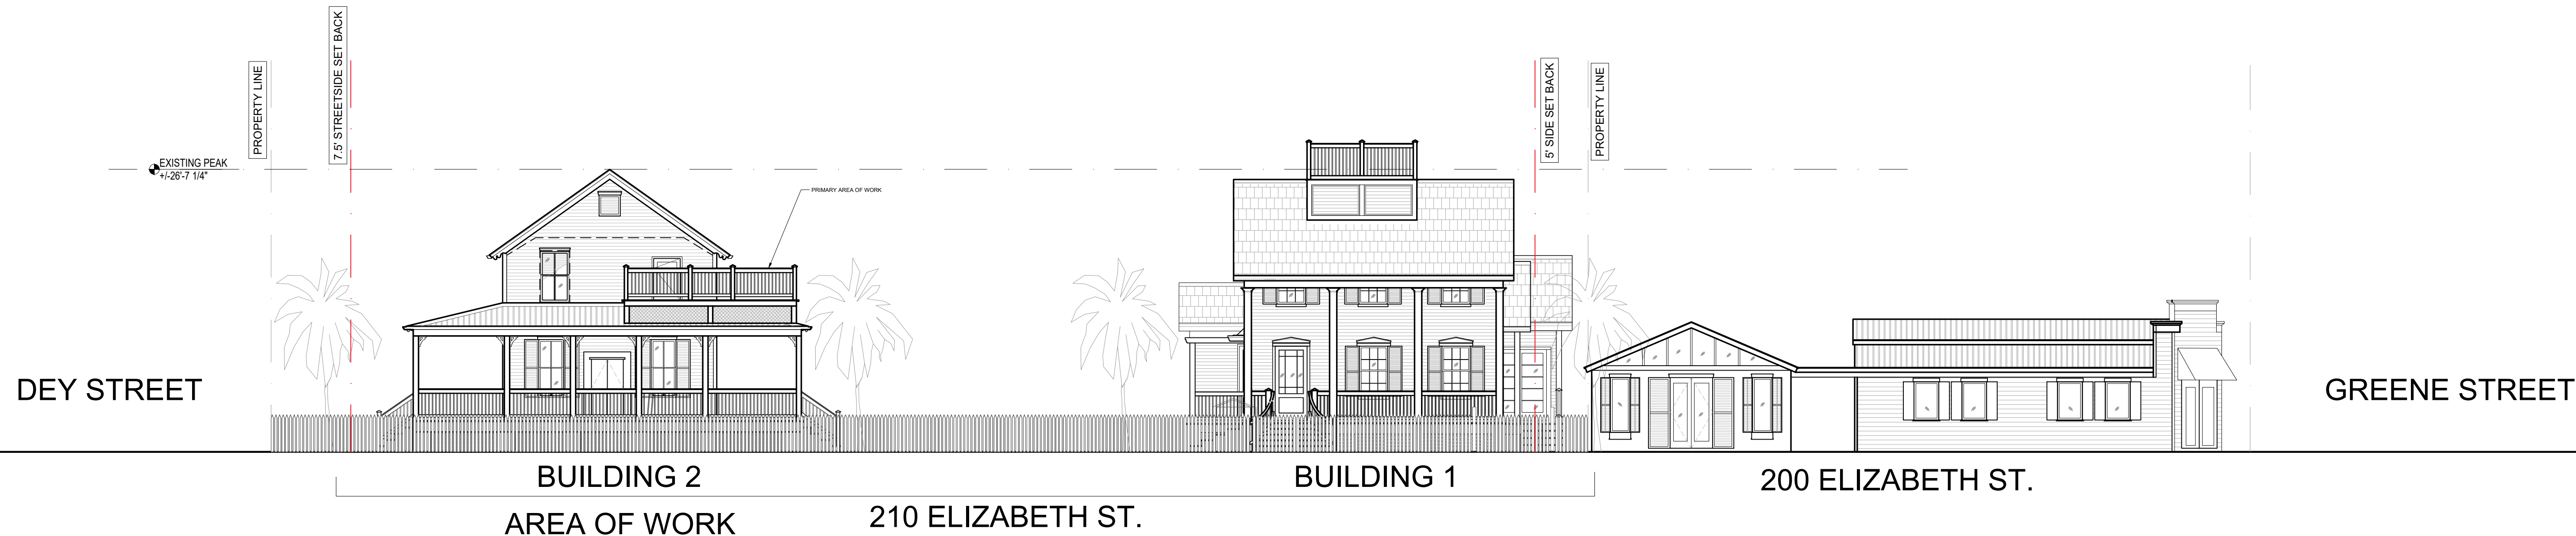 PROPERTY LINE
7.5' STREETSIDE SET BACK
5' SIDE SET BACK
PROPERTY LINE
EXISTING PEAK
+/-26'-7 1/4"
PRIMARY AREA OF WORK
DEY STREET
GREENE STREET
BUILDING 2
BUILDING 1
200 ELIZABETH ST.
AREA OF WORK
210 ELIZABETH ST.